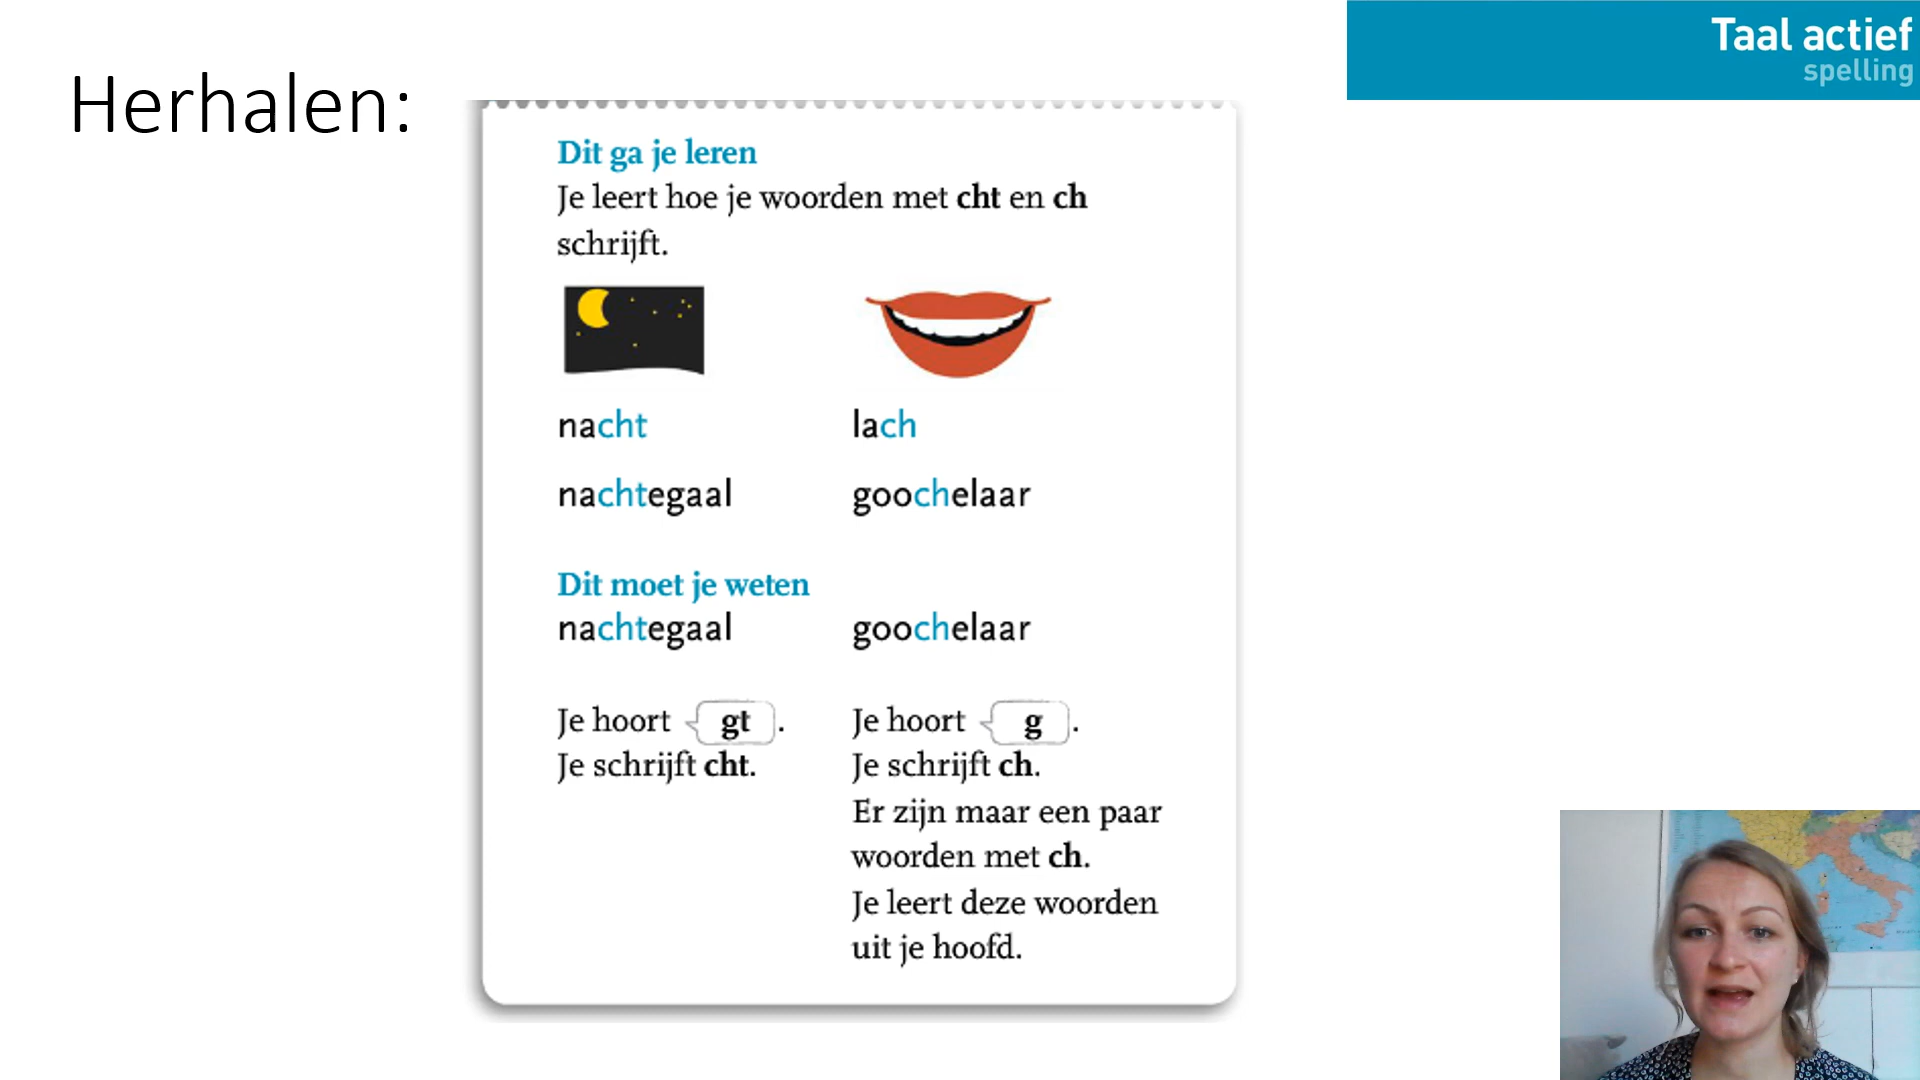 Taal actief
spelling
Herhalen:
Dit ga je leren
Je leert hoe je woorden met cht en ch
schrijft.
nacht
lach
nachtegaal
goochelaar
Dit moet je weten
nachtegaal
goochelaar
Je hoort gt.
Je schrijft cht.
Je hoort g.
Je schrijft ch.
Er zijn maar een paar
woorden met ch.
Je leert deze woorden
uit je hoofd.